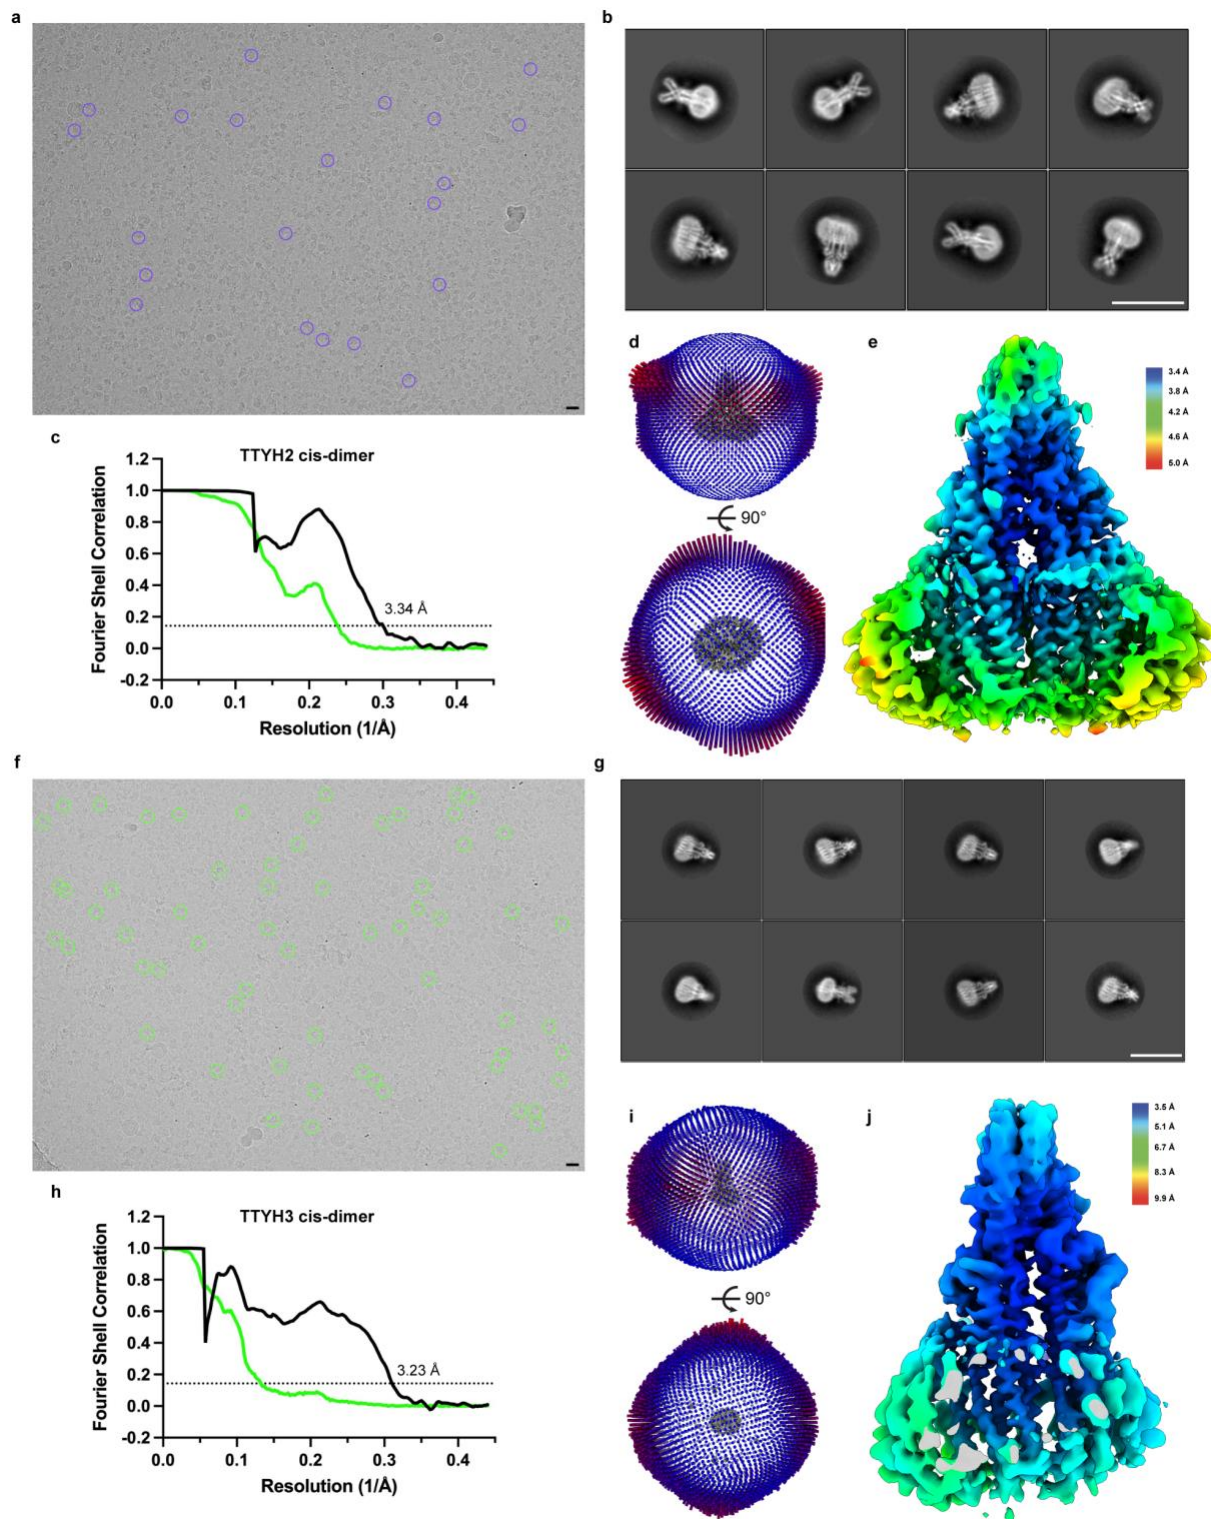 a
b
c
TTYH2 cis-dimer
1.2
1.0
0.8
0.6
0.4
0.2
0.0
-0.2
Fourier Shell Correlation
3.34 Å
0.0
0.1
0.2
0.3
0.4
Resolution (1/Å)
d
90°
e
3.4 Å
3.8 Å
4.2 Å
4.6 Å
5.0 Å
f
g
h
TTYH3 cis-dimer
1.2
1.0
0.8
0.6
0.4
0.2
0.0
-0.2
Fourier Shell Correlation
3.23 Å
0.0
0.1
0.2
0.3
0.4
Resolution (1/Å)
i
90°
j
3.5 Å
5.1 Å
6.7 Å
8.3 Å
9.9 Å